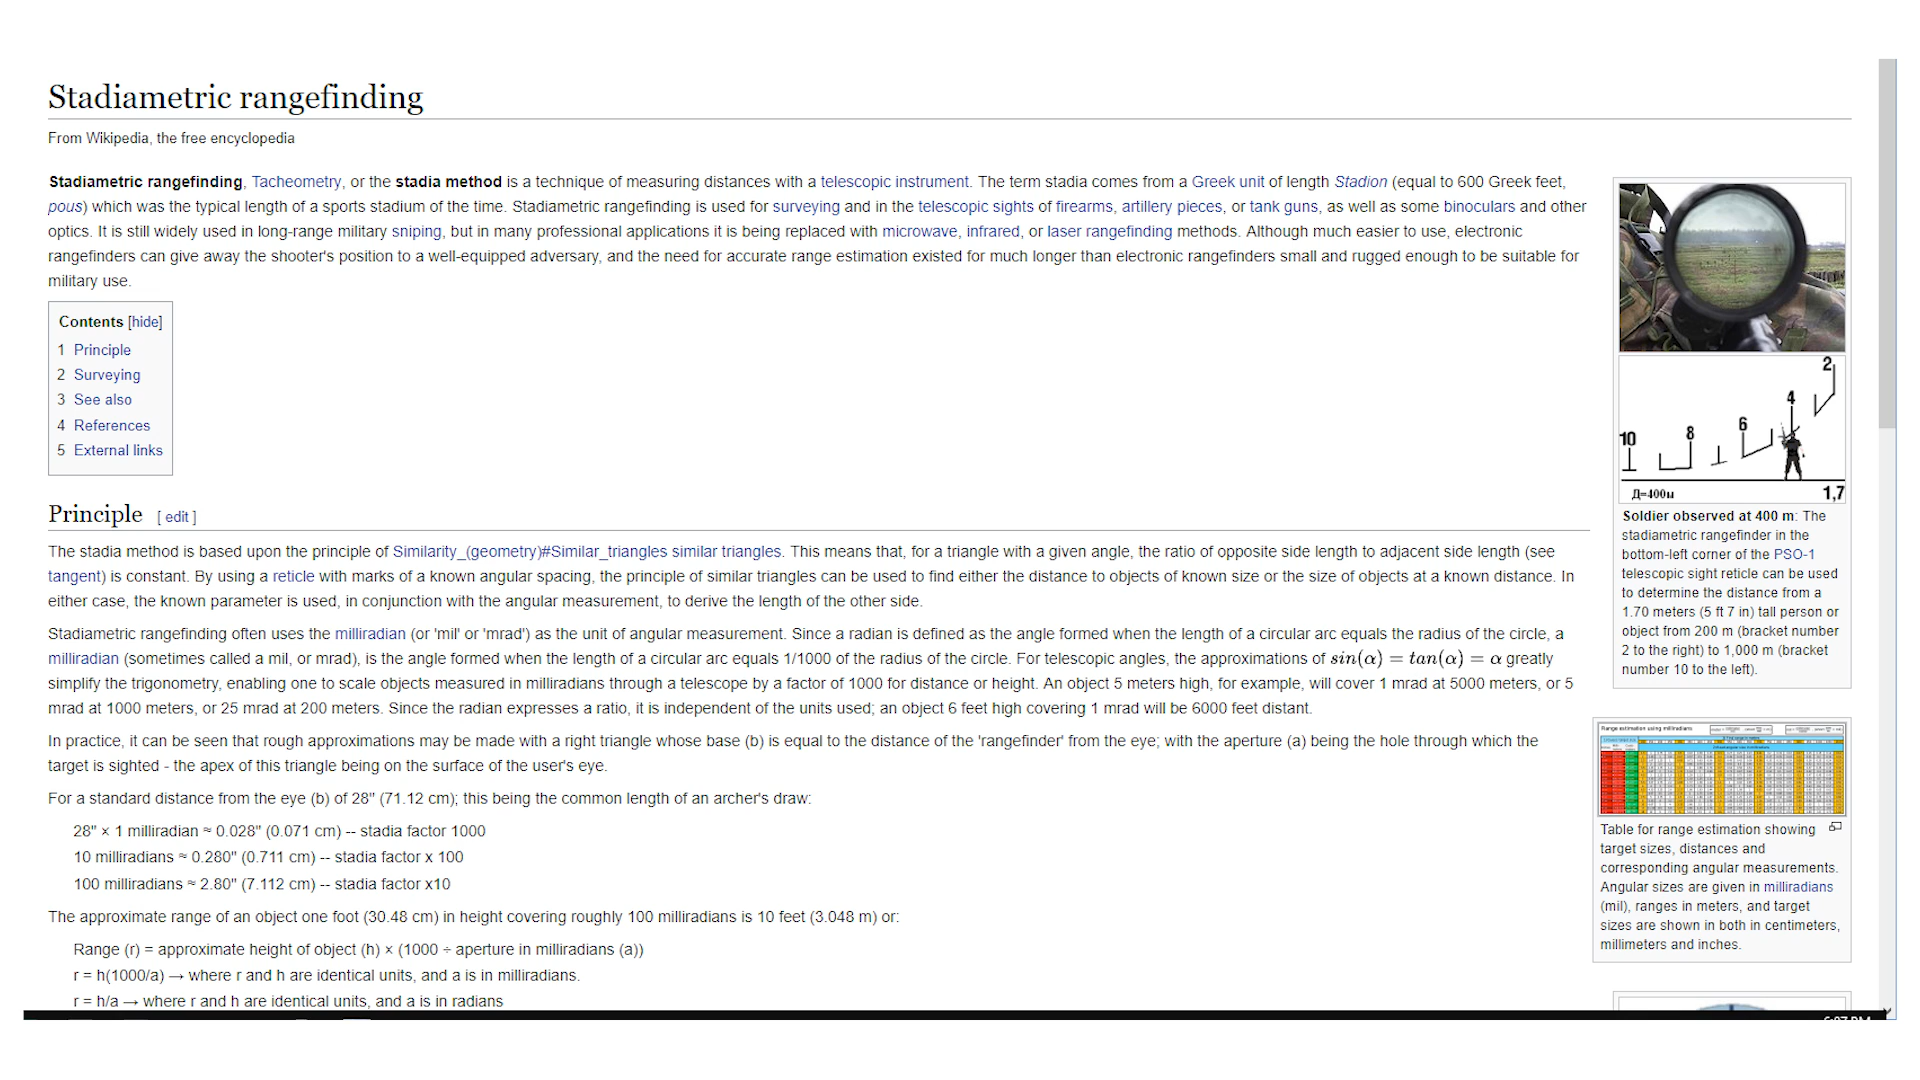 Stadiametric rangefinding
From Wikipedia, the free encyclopedia
Stadiametric rangefinding, Tacheometry, or the stadia method is a technique of measuring distances with a telescopic instrument. The term stadia comes from a Greek unit of length Stadion (equal to 600 Greek feet,
pous) which was the typical length of a sports stadium of the time. Stadiametric rangefinding is used for surveying and in the telescopic sights of firearms, artillery pieces, or tank guns, as well as some binoculars and other
optics. It is still widely used in long-range military sniping, but in many professional applications it is being replaced with microwave, infrared, or laser rangefinding methods. Although much easier to use, electronic
rangefinders can give away the shooter's position to a well-equipped adversary, and the need for accurate range estimation existed for much longer than electronic rangefinders small and rugged enough to be suitable for
military use.
Contents [hide]
1 Principle
2 Surveying
3 See also
4 References
5 External links
Principle [ edit ]
The stadia method is based upon the principle of Similarity_(geometry)#Similar_triangles similar triangles. This means that, for a triangle with a given angle, the ratio of opposite side length to adjacent side length (see
tangent) is constant. By using a reticle with marks of a known angular spacing, the principle of similar triangles can be used to find either the distance to objects of known size or the size of objects at a known distance. In
either case, the known parameter is used, in conjunction with the angular measurement, to derive the length of the other side.
Stadiametric rangefinding often uses the milliradian (or 'mil' or 'mrad') as the unit of angular measurement. Since a radian is defined as the angle formed when the length of a circular arc equals the radius of the circle, a
milliradian (sometimes called a mil, or mrad), is the angle formed when the length of a circular arc equals 1/1000 of the radius of the circle. For telescopic angles, the approximations of sin(α) = tan(α) = α greatly
simplify the trigonometry, enabling one to scale objects measured in milliradians through a telescope by a factor of 1000 for distance or height. An object 5 meters high, for example, will cover 1 mrad at 5000 meters, or 5
mrad at 1000 meters, or 25 mrad at 200 meters. Since the radian expresses a ratio, it is independent of the units used; an object 6 feet high covering 1 mrad will be 6000 feet distant.
In practice, it can be seen that rough approximations may be made with a right triangle whose base (b) is equal to the distance of the 'rangefinder' from the eye; with the aperture (a) being the hole through which the
target is sighted - the apex of this triangle being on the surface of the user's eye.
For a standard distance from the eye (b) of 28" (71.12 cm); this being the common length of an archer's draw:
28" × 1 milliradian ≈ 0.028" (0.071 cm) -- stadia factor 1000
10 milliradians ≈ 0.280" (0.711 cm) -- stadia factor x 100
100 milliradians ≈ 2.80" (7.112 cm) -- stadia factor x10
The approximate range of an object one foot (30.48 cm) in height covering roughly 100 milliradians is 10 feet (3.048 m) or:
Range (r) = approximate height of object (h) × (1000 ÷ aperture in milliradians (a))
r = h(1000/a) → where r and h are identical units, and a is in milliradians.
r = h/a → where r and h are identical units, and a is in radians
2
4
6
8
10
Д=400м
1,7
Soldier observed at 400 m: The
stadiametric rangefinder in the
bottom-left corner of the PSO-1
telescopic sight reticle can be used
to determine the distance from a
1.70 meters (5 ft 7 in) tall person or
object from 200 m (bracket number
2 to the right) to 1,000 m (bracket
number 10 to the left).
Range estimation using milliradians
Table for range estimation showing
target sizes, distances and
corresponding angular measurements.
Angular sizes are given in milliradians
(mil), ranges in meters, and target
sizes are shown in both in centimeters,
millimeters and inches.